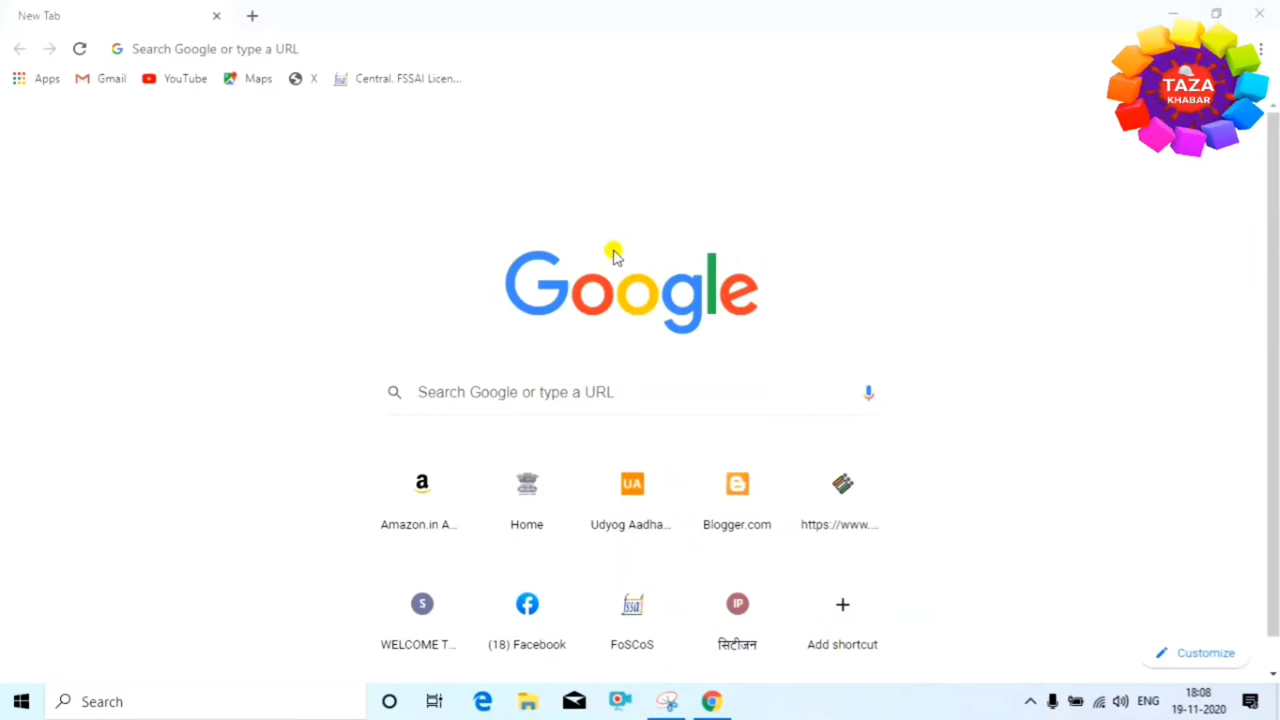 New Tab
Search Google or type a URL
Apps Gmail YouTube Maps X Central. FSSAI Licen...
TAZA
KHABAR
Google
Search Google or type a URL
a
UA
Amazon.in A... Home Udyog Aadha... Blogger.com https://www....
S fssai IP
WELCOME T... (18) Facebook FoSCoS सिटीजन Add shortcut
Customize
Search
ENG
18:08
19-11-2020